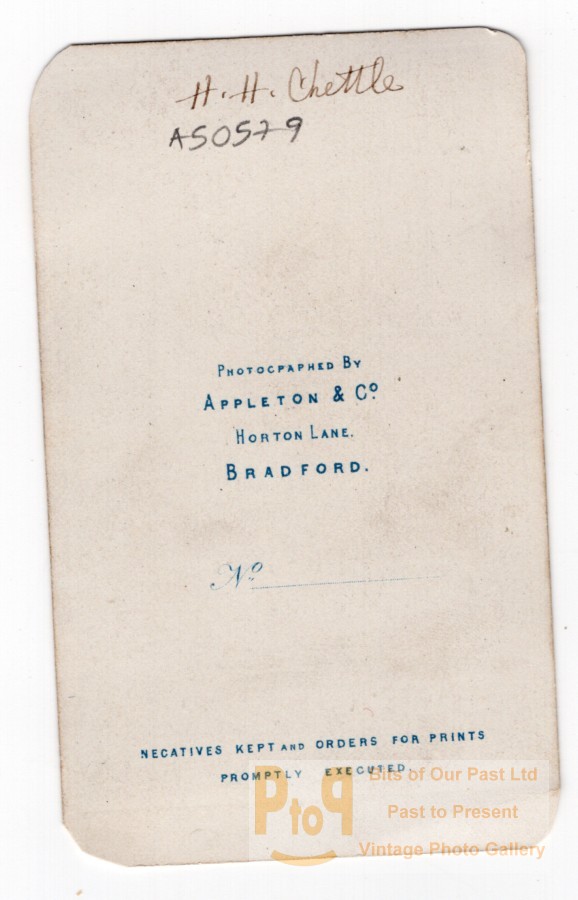 H. H. Chettle
A50579
PHOTOGRAPHED BY
APPLETON & Co.
HORTON LANE.
BRADFORD.
No.
NEGATIVES KEPT AND ORDERS FOR PRINTS
PROMPTLY EXECUTED.
PtoP
Bits of Our Past Ltd
Past to Present
Vintage Photo Gallery